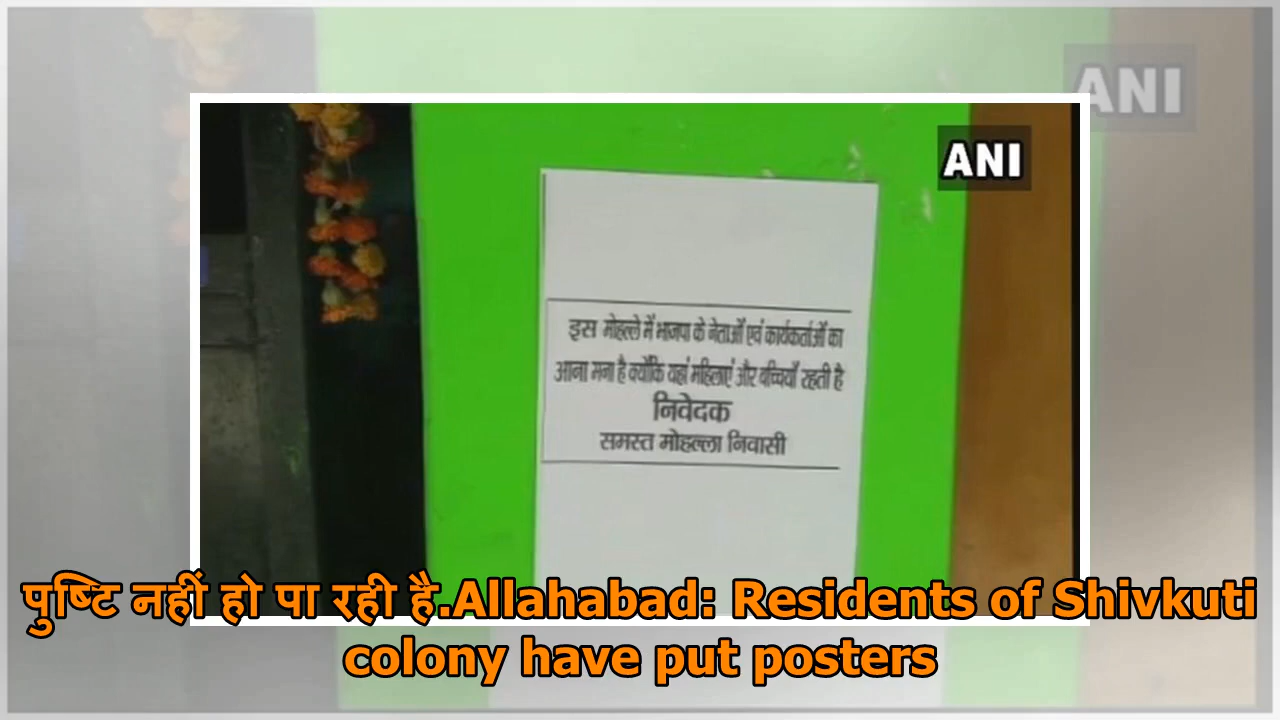 ANI
ANI
इस मोहल्ले में भाजपा के नेताओं एवं कार्यकर्ताओं का
आना मना है क्योंकि यहां महिलाएं और बच्चियाँ रहती है
निवेदक
समस्त मोहल्ला निवासी
पुष्टि नहीं हो पा रही है.Allahabad: Residents of Shivkuti
colony have put posters